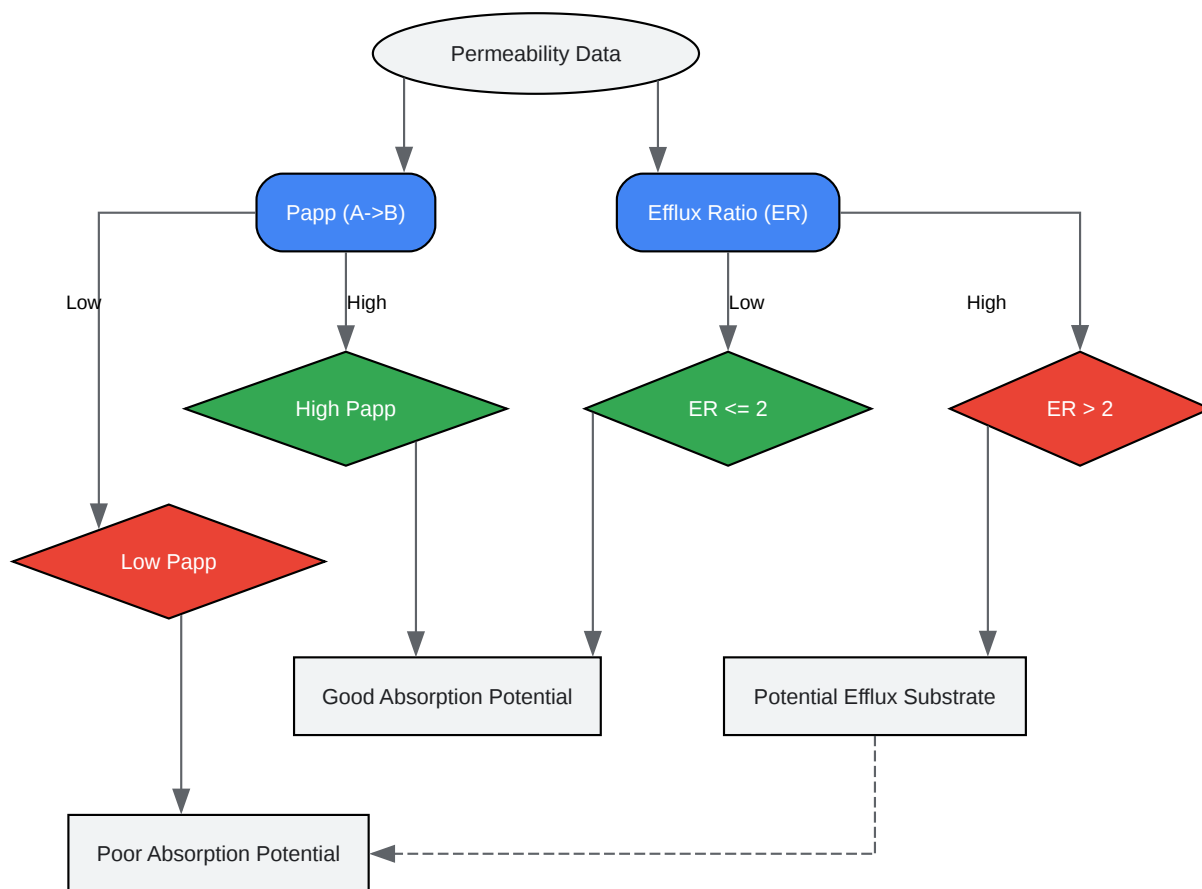 Permeability Data
Papp (A->B)
Efflux Ratio (ER)
Low
High
Low
High
High Papp
ER <= 2
ER > 2
Low Papp
Good Absorption Potential
Potential Efflux Substrate
Poor Absorption Potential